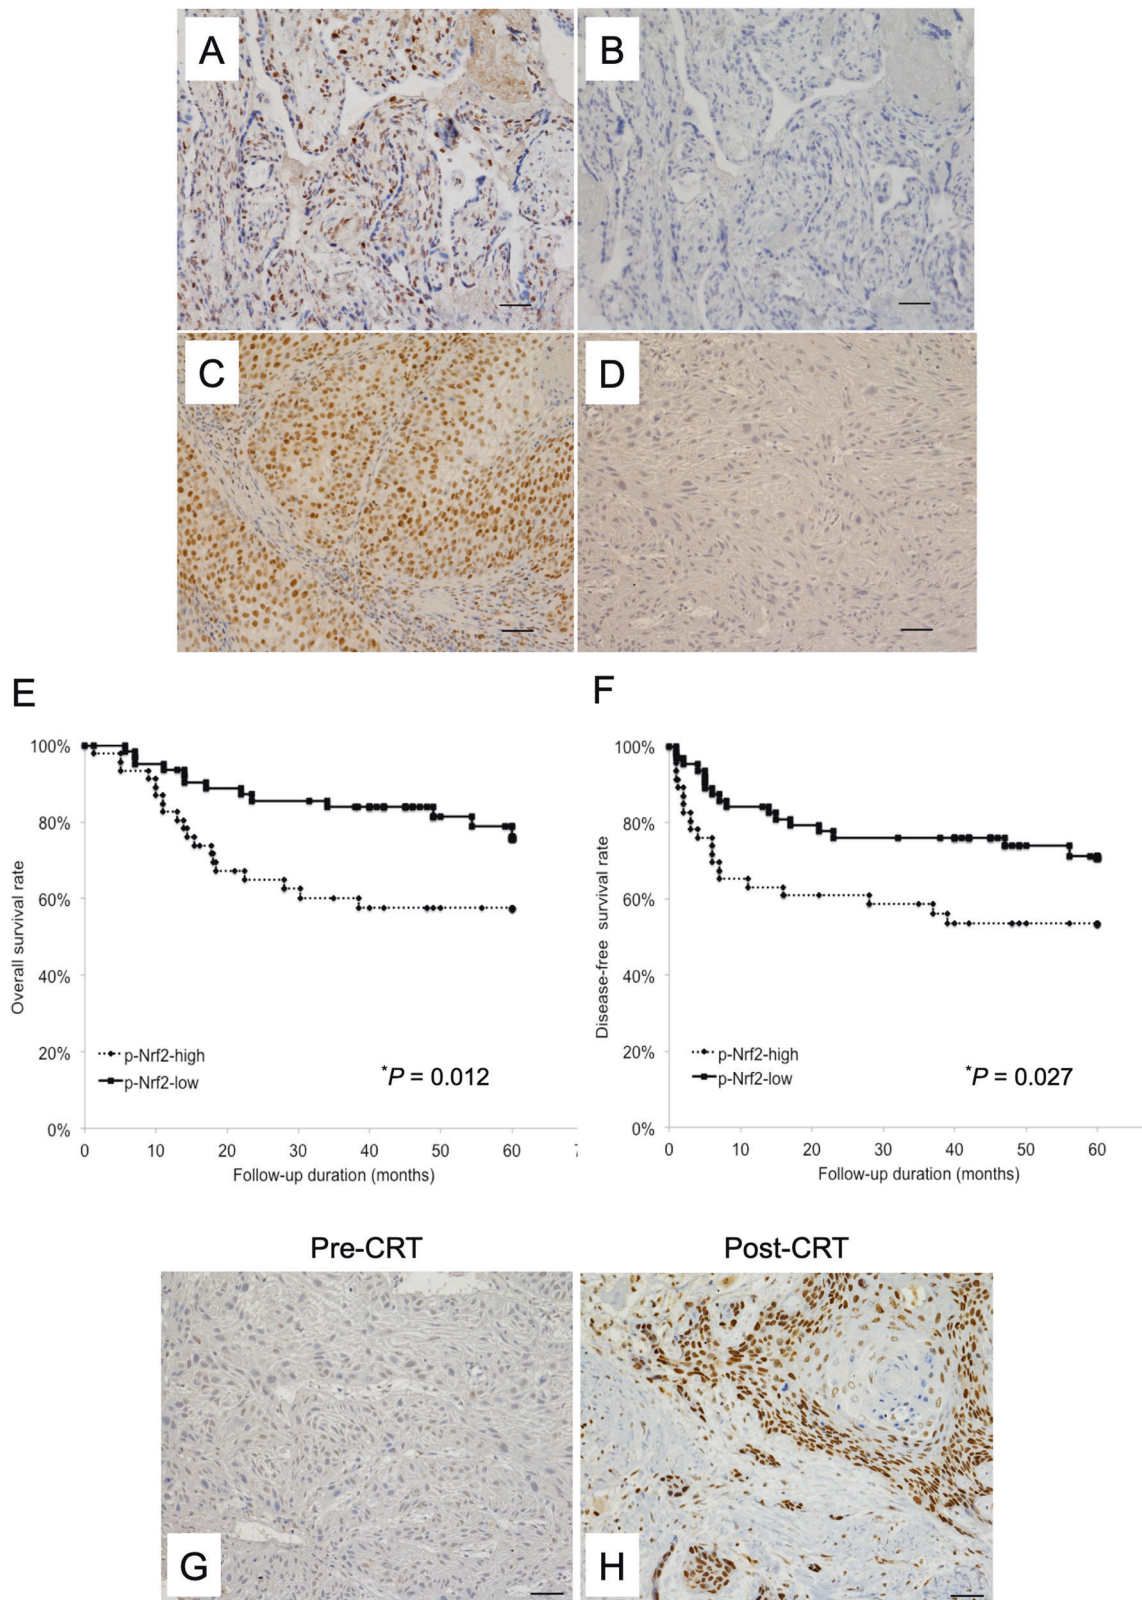 A
B
C
D
E
F
100%
80%
60%
40%
20%
0%
Overall survival rate
p-Nrf2-high
p-Nrf2-low
*P = 0.012
0 10 20 30 40 50 60
Follow-up duration (months)
100%
80%
60%
40%
20%
0%
Disease-free survival rate
p-Nrf2-high
p-Nrf2-low
*P = 0.027
0 10 20 30 40 50 60
Follow-up duration (months)
Pre-CRT
Post-CRT
G
H